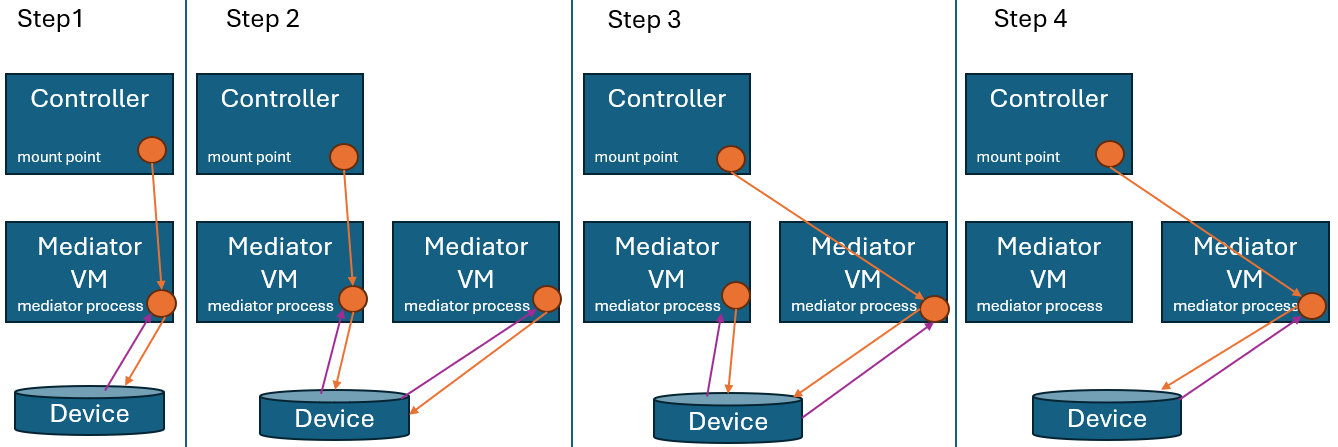 Step1
Controller
mount point
Mediator
VM
mediator process
Device
Step 2
Controller
mount point
Mediator
VM
mediator process
Mediator
VM
mediator process
Device
Step 3
Controller
mount point
Mediator
VM
mediator process
Mediator
VM
mediator process
Device
Step 4
Controller
mount point
Mediator
VM
mediator process
Mediator
VM
mediator process
Device